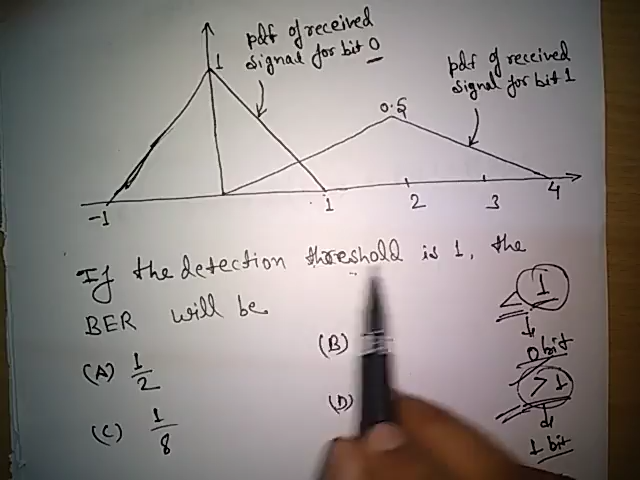 pdf of received
signal for bit 0
pdf of received
signal for bit 1
1
0.5
-1
1
2
3
4
If the detection threshold is 1, the
BER will be
(A) 1/2
(B)
(C) 1/8
(D)
< 1
0 bit
> 1
1 bit